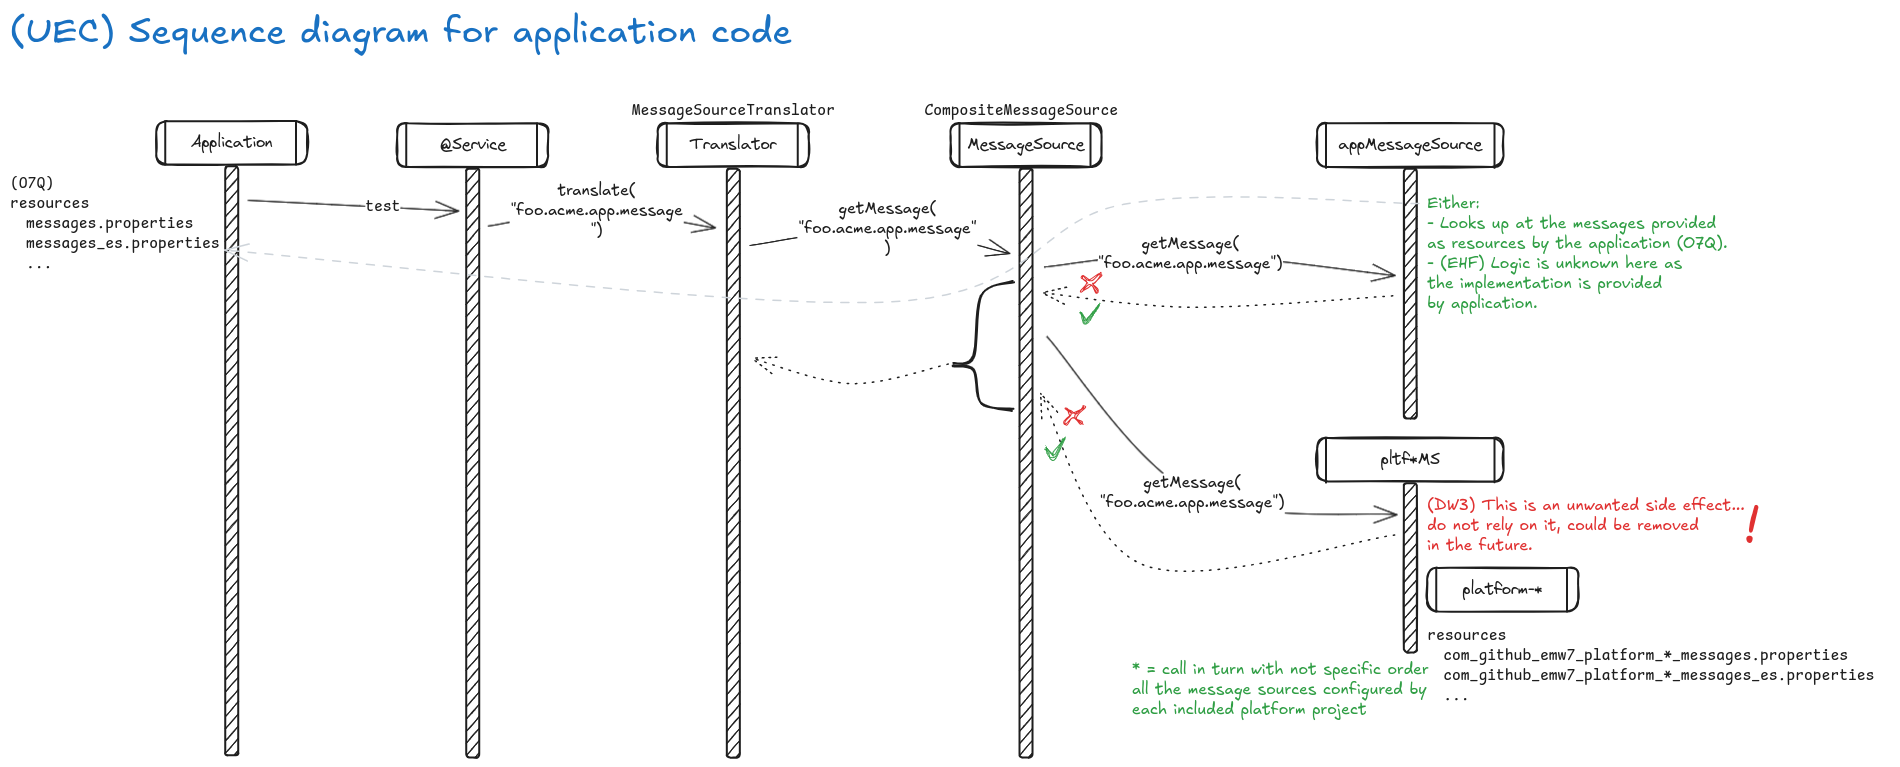 (UEC) Sequence diagram for application code
MessageSourceTranslator
CompositeMessageSource
Application
@Service
Translator
MessageSource
appMessageSource
(O7Q)
resources
messages.properties
messages_es.properties
...
test
translate(
"foo.acme.app.message
")
getMessage(
"foo.acme.app.message"
)
getMessage(
"foo.acme.app.message")
Either:
- Looks up at the messages provided
as resources by the application (O7Q).
- (EHF) Logic is unknown here as
the implementation is provided
by application.
pltf*MS
getMessage(
"foo.acme.app.message")
(DW3) This is an unwanted side effect...
do not rely on it, could be removed
in the future.
!
platform-*
resources
com_github_emw7_platform_*_messages.properties
com_github_emw7_platform_*_messages_es.properties
...
* = call in turn with not specific order
all the message sources configured by
each included platform project